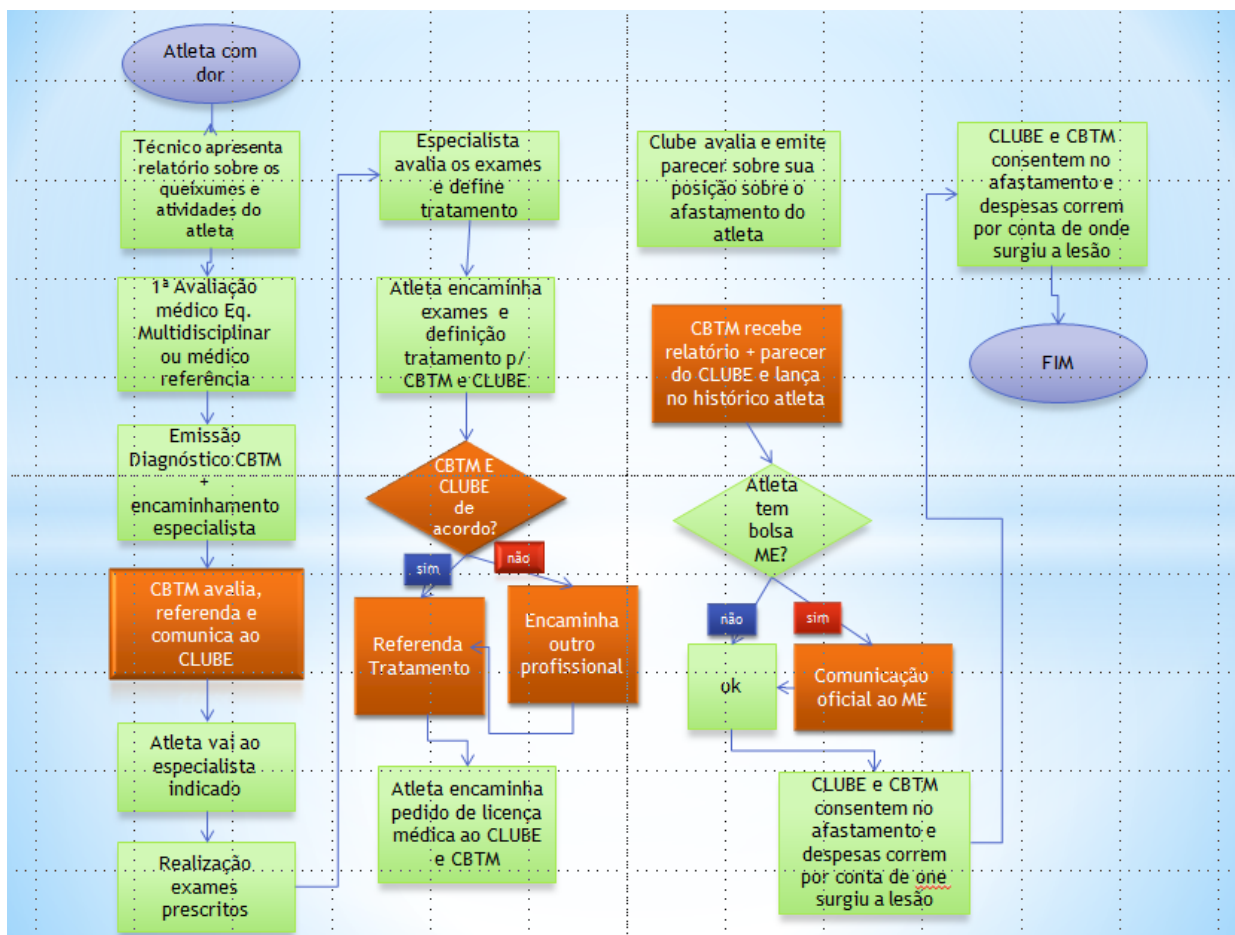 Atleta com
dor
Técnico apresenta
relatório sobre os
queixumes e
atividades do
atleta
1ª Avaliação
médico Eq.
Multidisciplinar
ou médico
referência
Emissão
Diagnóstico:CBTM
+
encaminhamento
especialista
CBTM avalia,
referenda e
comunica ao
CLUBE
Atleta vai ao
especialista
indicado
Realização
exames
prescritos
Especialista
avalia os exames
e define
tratamento
Atleta encaminha
exames e
definição
tratamento p/
CBTM e CLUBE
CBTM E
CLUBE
de
acordo?
sim
não
Referenda
Tratamento
Encaminha
outro
profissional
Atleta encaminha
pedido de licença
médica ao CLUBE
e CBTM
Clube avalia e emite
parecer sobre sua
posição sobre o
afastamento do
atleta
CBTM recebe
relatório + parecer
do CLUBE e lança
no histórico atleta
Atleta
tem
bolsa
ME?
não
sim
ok
Comunicação
oficial ao ME
CLUBE e CBTM
consentem no
afastamento e
despesas correm
por conta de one
surgiu a lesão
CLUBE e CBTM
consentem no
afastamento e
despesas correm
por conta de onde
surgiu a lesão
FIM